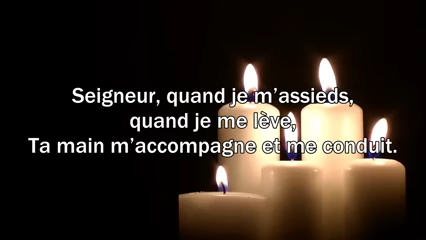 Seigneur, quand je m’assieds,
quand je me lève,
Ta main m’accompagne et me conduit.